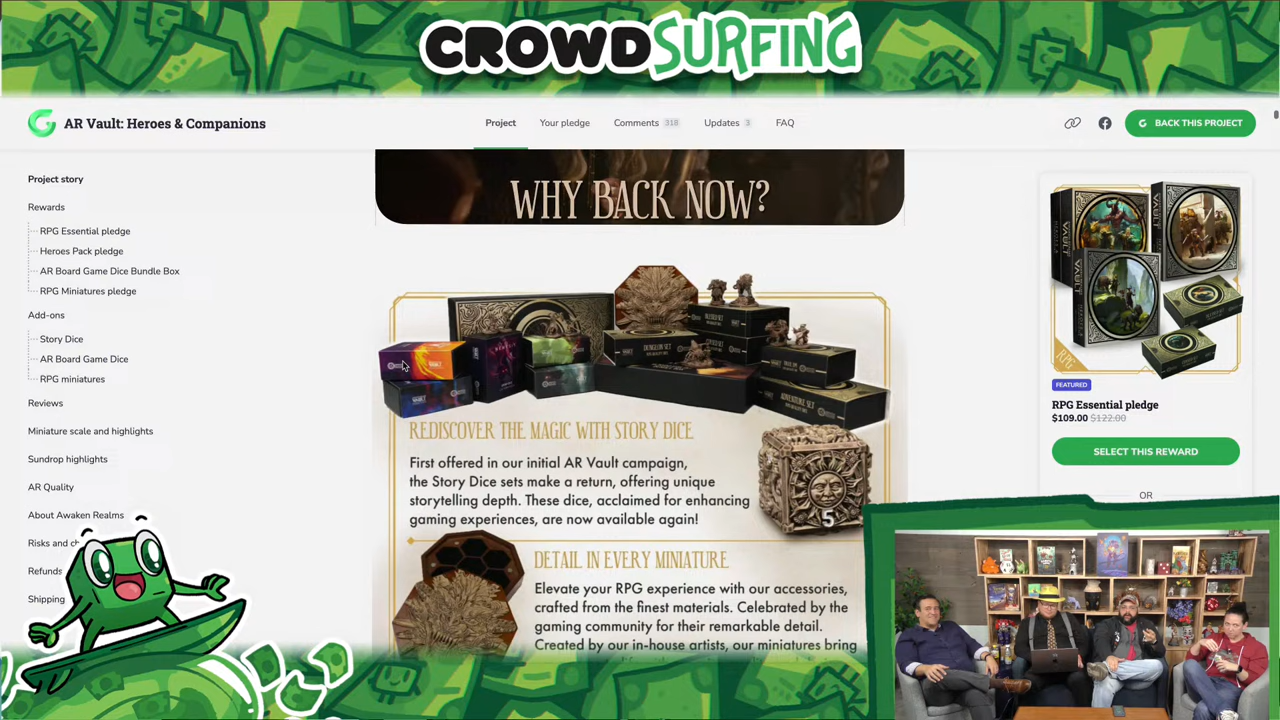 CROWDSURFING
AR Vault: Heroes & Companions
Project
Your pledge
Comments 318
Updates 3
FAQ
BACK THIS PROJECT
Project story
Rewards
RPG Essential pledge
Heroes Pack pledge
AR Board Game Dice Bundle Box
RPG Miniatures pledge
Add-ons
Story Dice
AR Board Game Dice
RPG miniatures
Reviews
Miniature scale and highlights
Sundrop highlights
AR Quality
About Awaken Realms
Risks and ch
Refunds
Shipping
WHY BACK NOW?
REDISCOVER THE MAGIC WITH STORY DICE
First offered in our initial AR Vault campaign,
the Story Dice sets make a return, offering unique
storytelling depth. These dice, acclaimed for enhancing
gaming experiences, are now available again!
5
DETAIL IN EVERY MINIATURE
Elevate your RPG experience with our accessories,
crafted from the finest materials. Celebrated by the
gaming community for their remarkable detail.
Created by our in-house artists, our miniatures bring
VAULT
VAULT
VAULT
RPG
FEATURED
RPG Essential pledge
$109.00 $122.00
SELECT THIS REWARD
OR